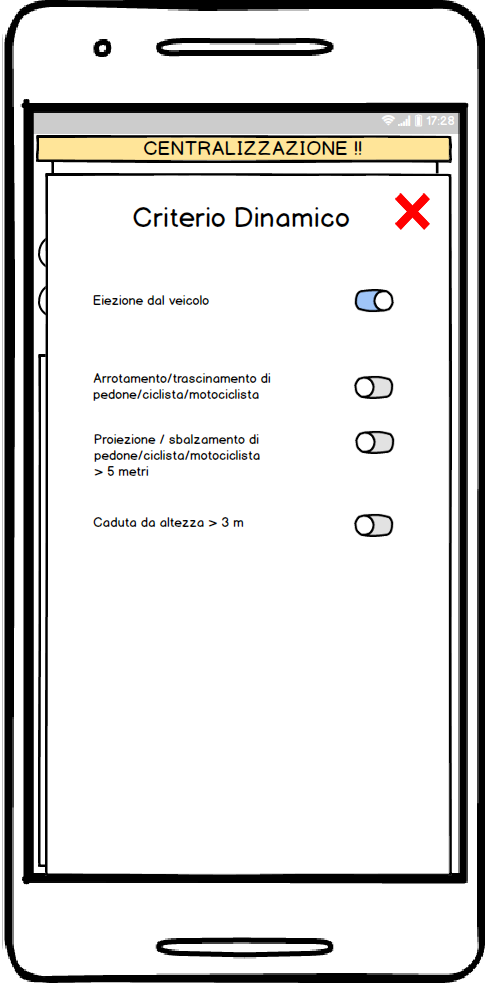 17:28
CENTRALIZZAZIONE !!
Criterio Dinamico
Eiezione dal veicolo
Arrotamento/trascinamento di
pedone/ciclista/motociclista
Proiezione / sbalzamento di
pedone/ciclista/motociclista
> 5 metri
Caduta da altezza > 3 m